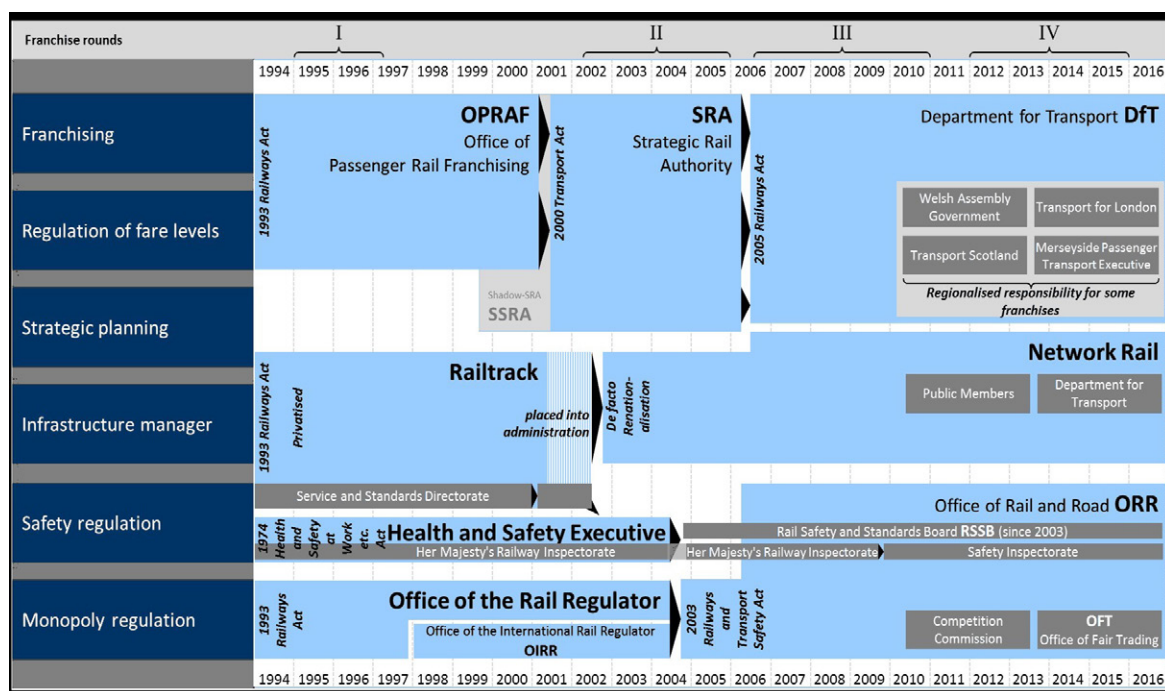 Franchise rounds
I
II
III
IV
1994 1995 1996 1997 1998 1999 2000 2001 2002 2003 2004 2005 2006 2007 2008 2009 2010 2011 2012 2013 2014 2015 2016
Franchising
Regulation of fare levels
Strategic planning
Infrastructure manager
Safety regulation
Monopoly regulation
1993 Railways Act
OPRAF
Office of
Passenger Rail Franchising
2000 Transport Act
SRA
Strategic Rail
Authority
2005 Railways Act
Department for Transport DfT
Welsh Assembly
Government
Transport for London
Transport Scotland
Merseyside Passenger
Transport Executive
Regionalised responsibility for some
franchises
Shadow-SRA
SSRA
1993 Railways Act
Privatised
Railtrack
placed into
administration
De facto
Renation-
alisation
Network Rail
Public Members
Department for
Transport
Service and Standards Directorate
Office of Rail and Road ORR
1974
Health
and
Safety
at
Work
etc.
Act
Health and Safety Executive
Her Majesty's Railway Inspectorate
Rail Safety and Standards Board RSSB (since 2003)
Her Majesty's Railway Inspectorate
Safety Inspectorate
1993
Railways
Act
Office of the Rail Regulator
Office of the International Rail Regulator
OIRR
2003
Railways
and
Transport
Safety Act
Competition
Commission
OFT
Office of Fair Trading
1994 1995 1996 1997 1998 1999 2000 2001 2002 2003 2004 2005 2006 2007 2008 2009 2010 2011 2012 2013 2014 2015 2016